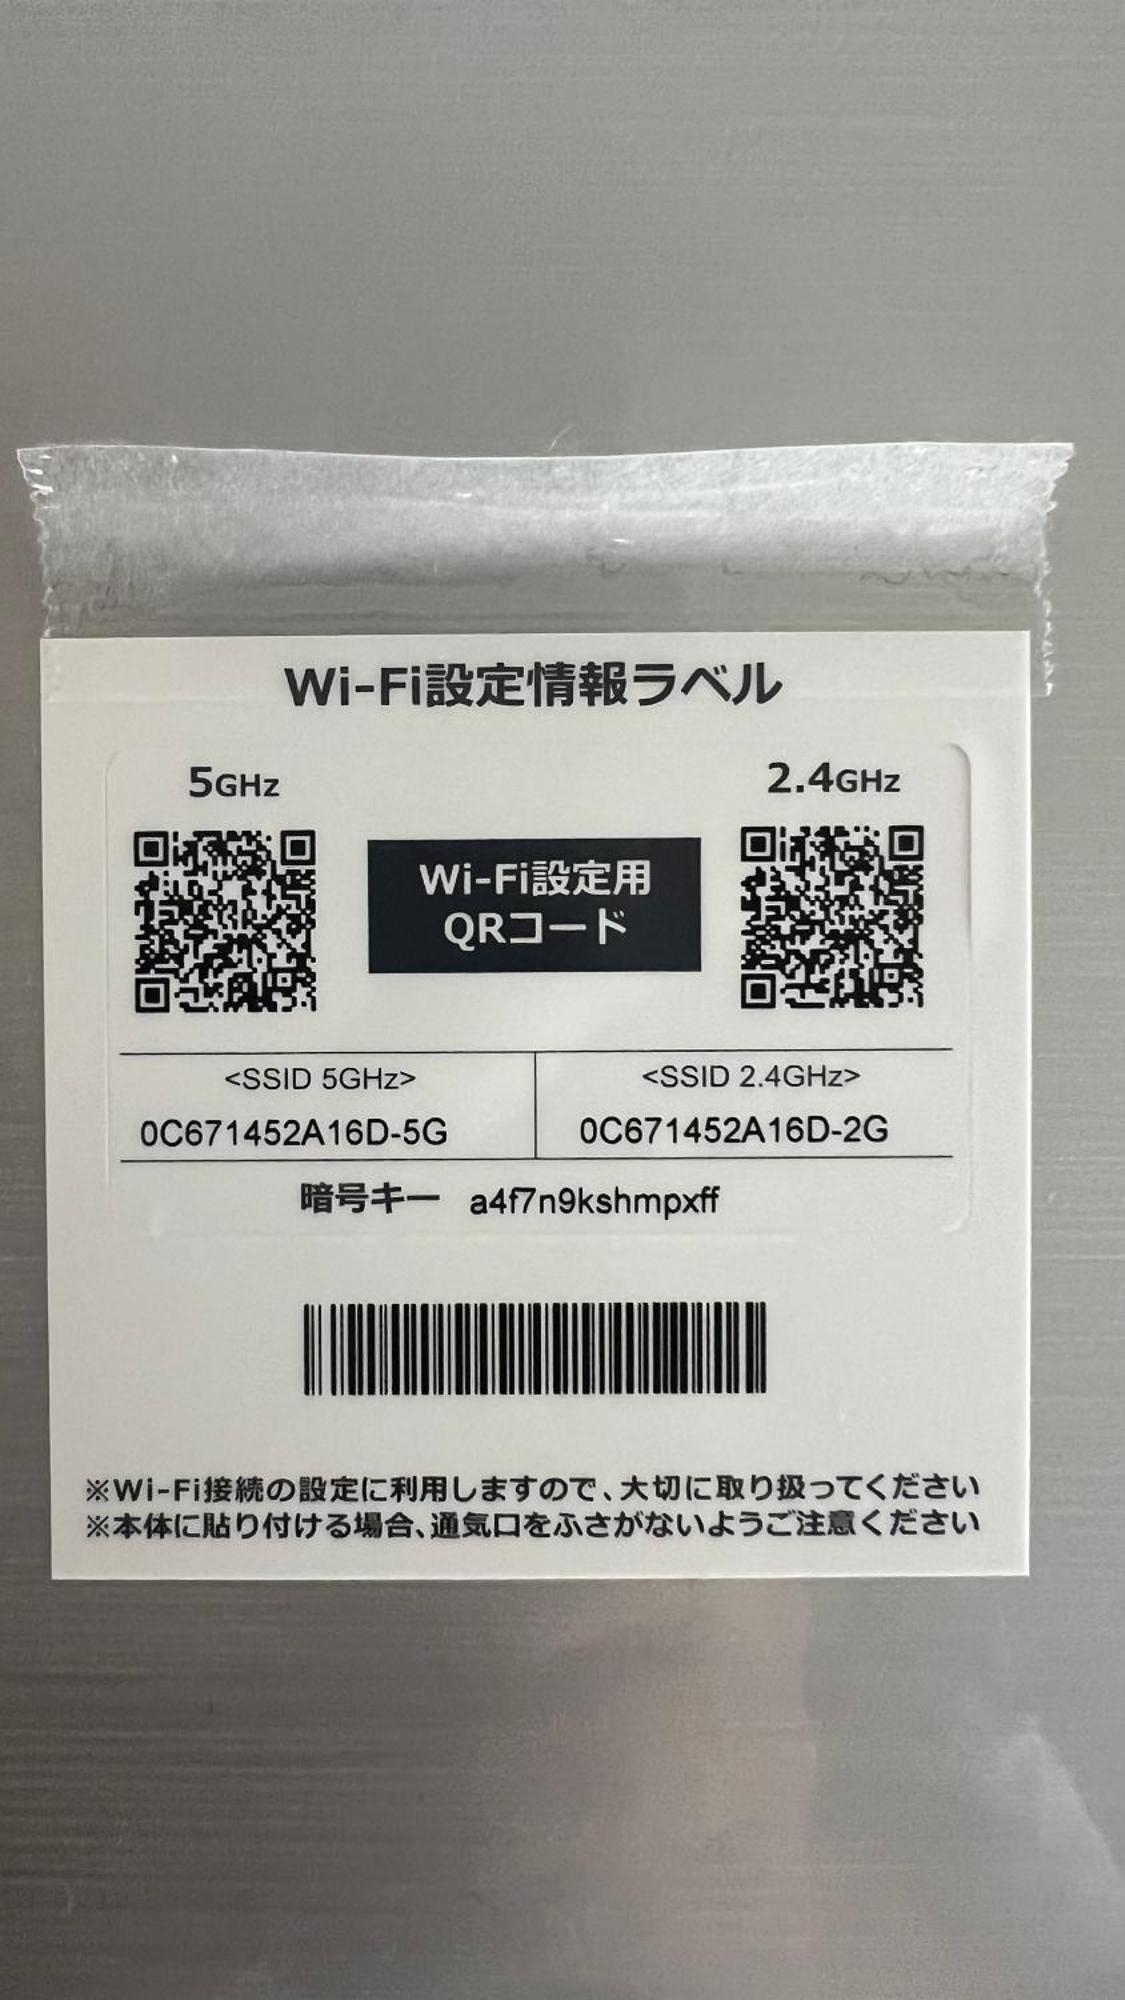 Wi-Fi設定情報ラベル
5GHz
2.4GHz
Wi-Fi設定用
QRコード
<SSID 5GHz>
<SSID 2.4GHz>
0C671452A16D-5G
0C671452A16D-2G
暗号キー a4f7n9kshmpxff
※Wi-Fi接続の設定に利用しますので、大切に取り扱ってください
※本体に貼り付ける場合、通気口をふさがないようご注意ください